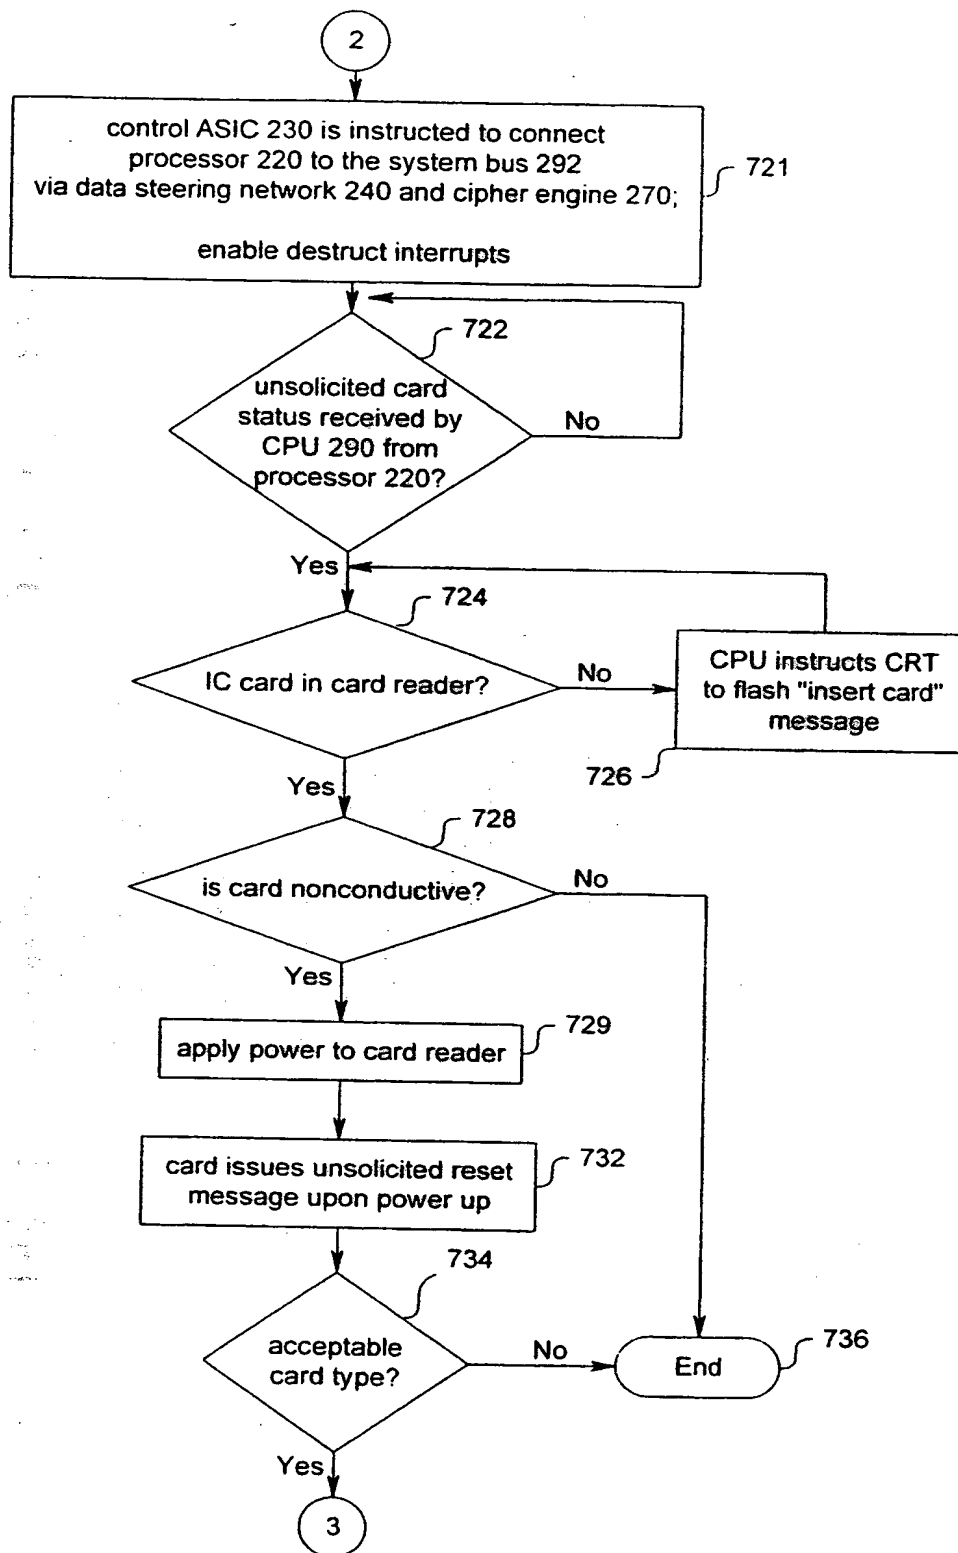 2
control ASIC 230 is instructed to connect
processor 220 to the system bus 292
via data steering network 240 and cipher engine 270;
enable destruct interrupts
721
722
unsolicited card
status received by
CPU 290 from
processor 220?
No
Yes
724
IC card in card reader?
No
CPU instructs CRT
to flash "insert card"
message
726
Yes
728
is card nonconductive?
No
Yes
729
apply power to card reader
732
card issues unsolicited reset
message upon power up
734
acceptable
card type?
No
End
736
Yes
3